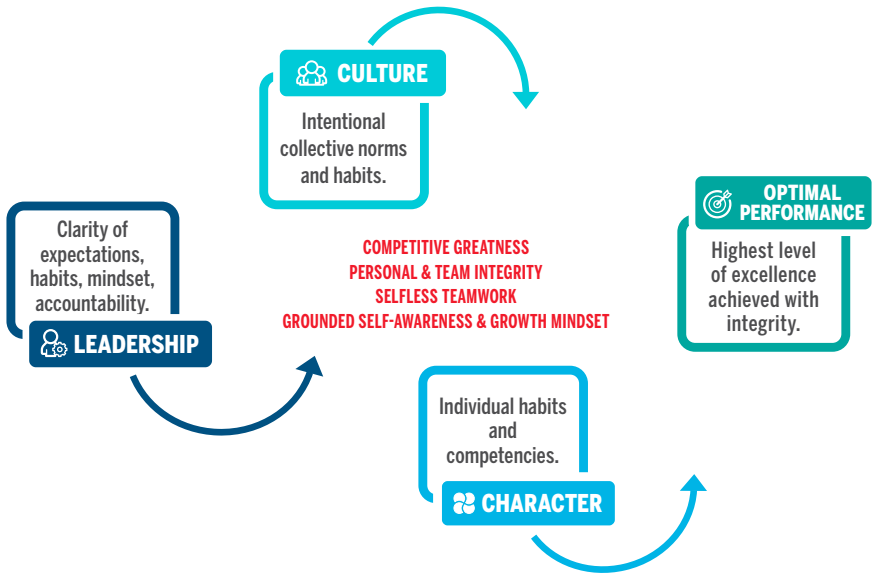 Clarity of
expectations,
habits, mindset,
accountability.
LEADERSHIP
CULTURE
Intentional
collective norms
and habits.
COMPETITIVE GREATNESS
PERSONAL & TEAM INTEGRITY
SELFLESS TEAMWORK
GROUNDED SELF-AWARENESS & GROWTH MINDSET
Individual habits
and
competencies.
CHARACTER
OPTIMAL
PERFORMANCE
Highest level
of excellence
achieved with
integrity.